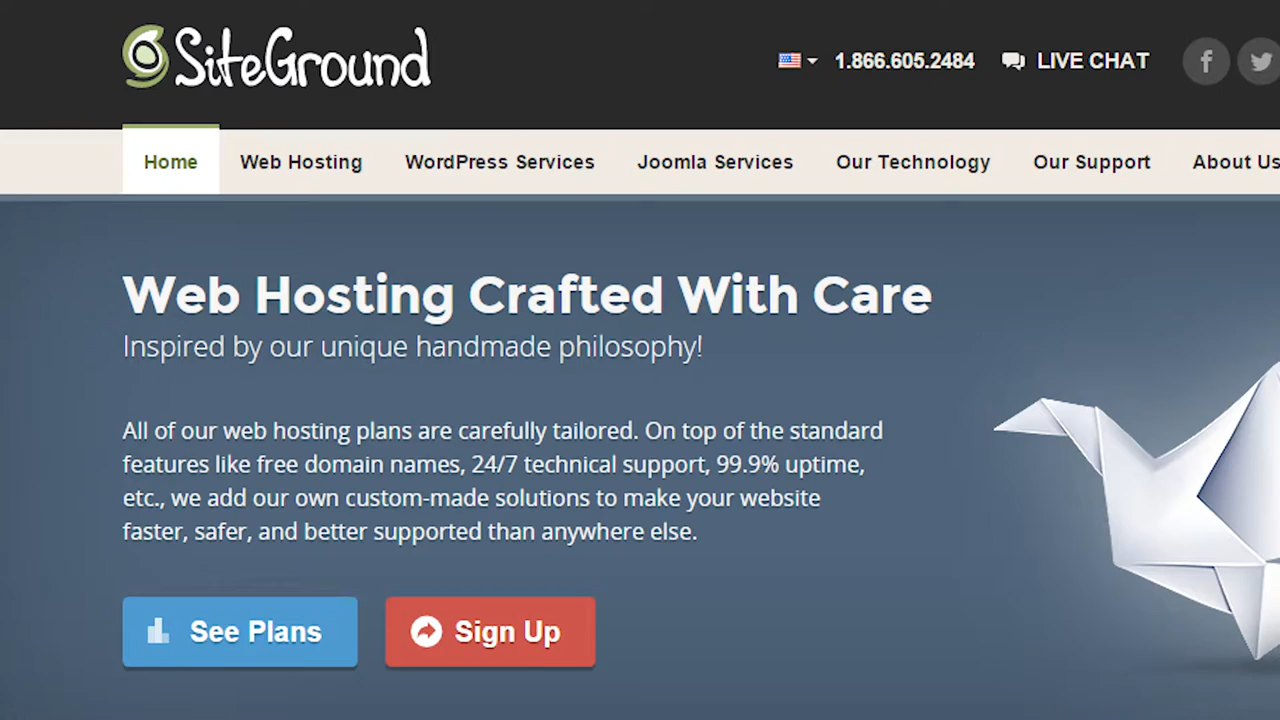 SiteGround
1.866.605.2484 LIVE CHAT
Home Web Hosting WordPress Services Joomla Services Our Technology Our Support About Us
Web Hosting Crafted With Care
Inspired by our unique handmade philosophy!
All of our web hosting plans are carefully tailored. On top of the standard
features like free domain names, 24/7 technical support, 99.9% uptime,
etc., we add our own custom-made solutions to make your website
faster, safer, and better supported than anywhere else.
See Plans Sign Up